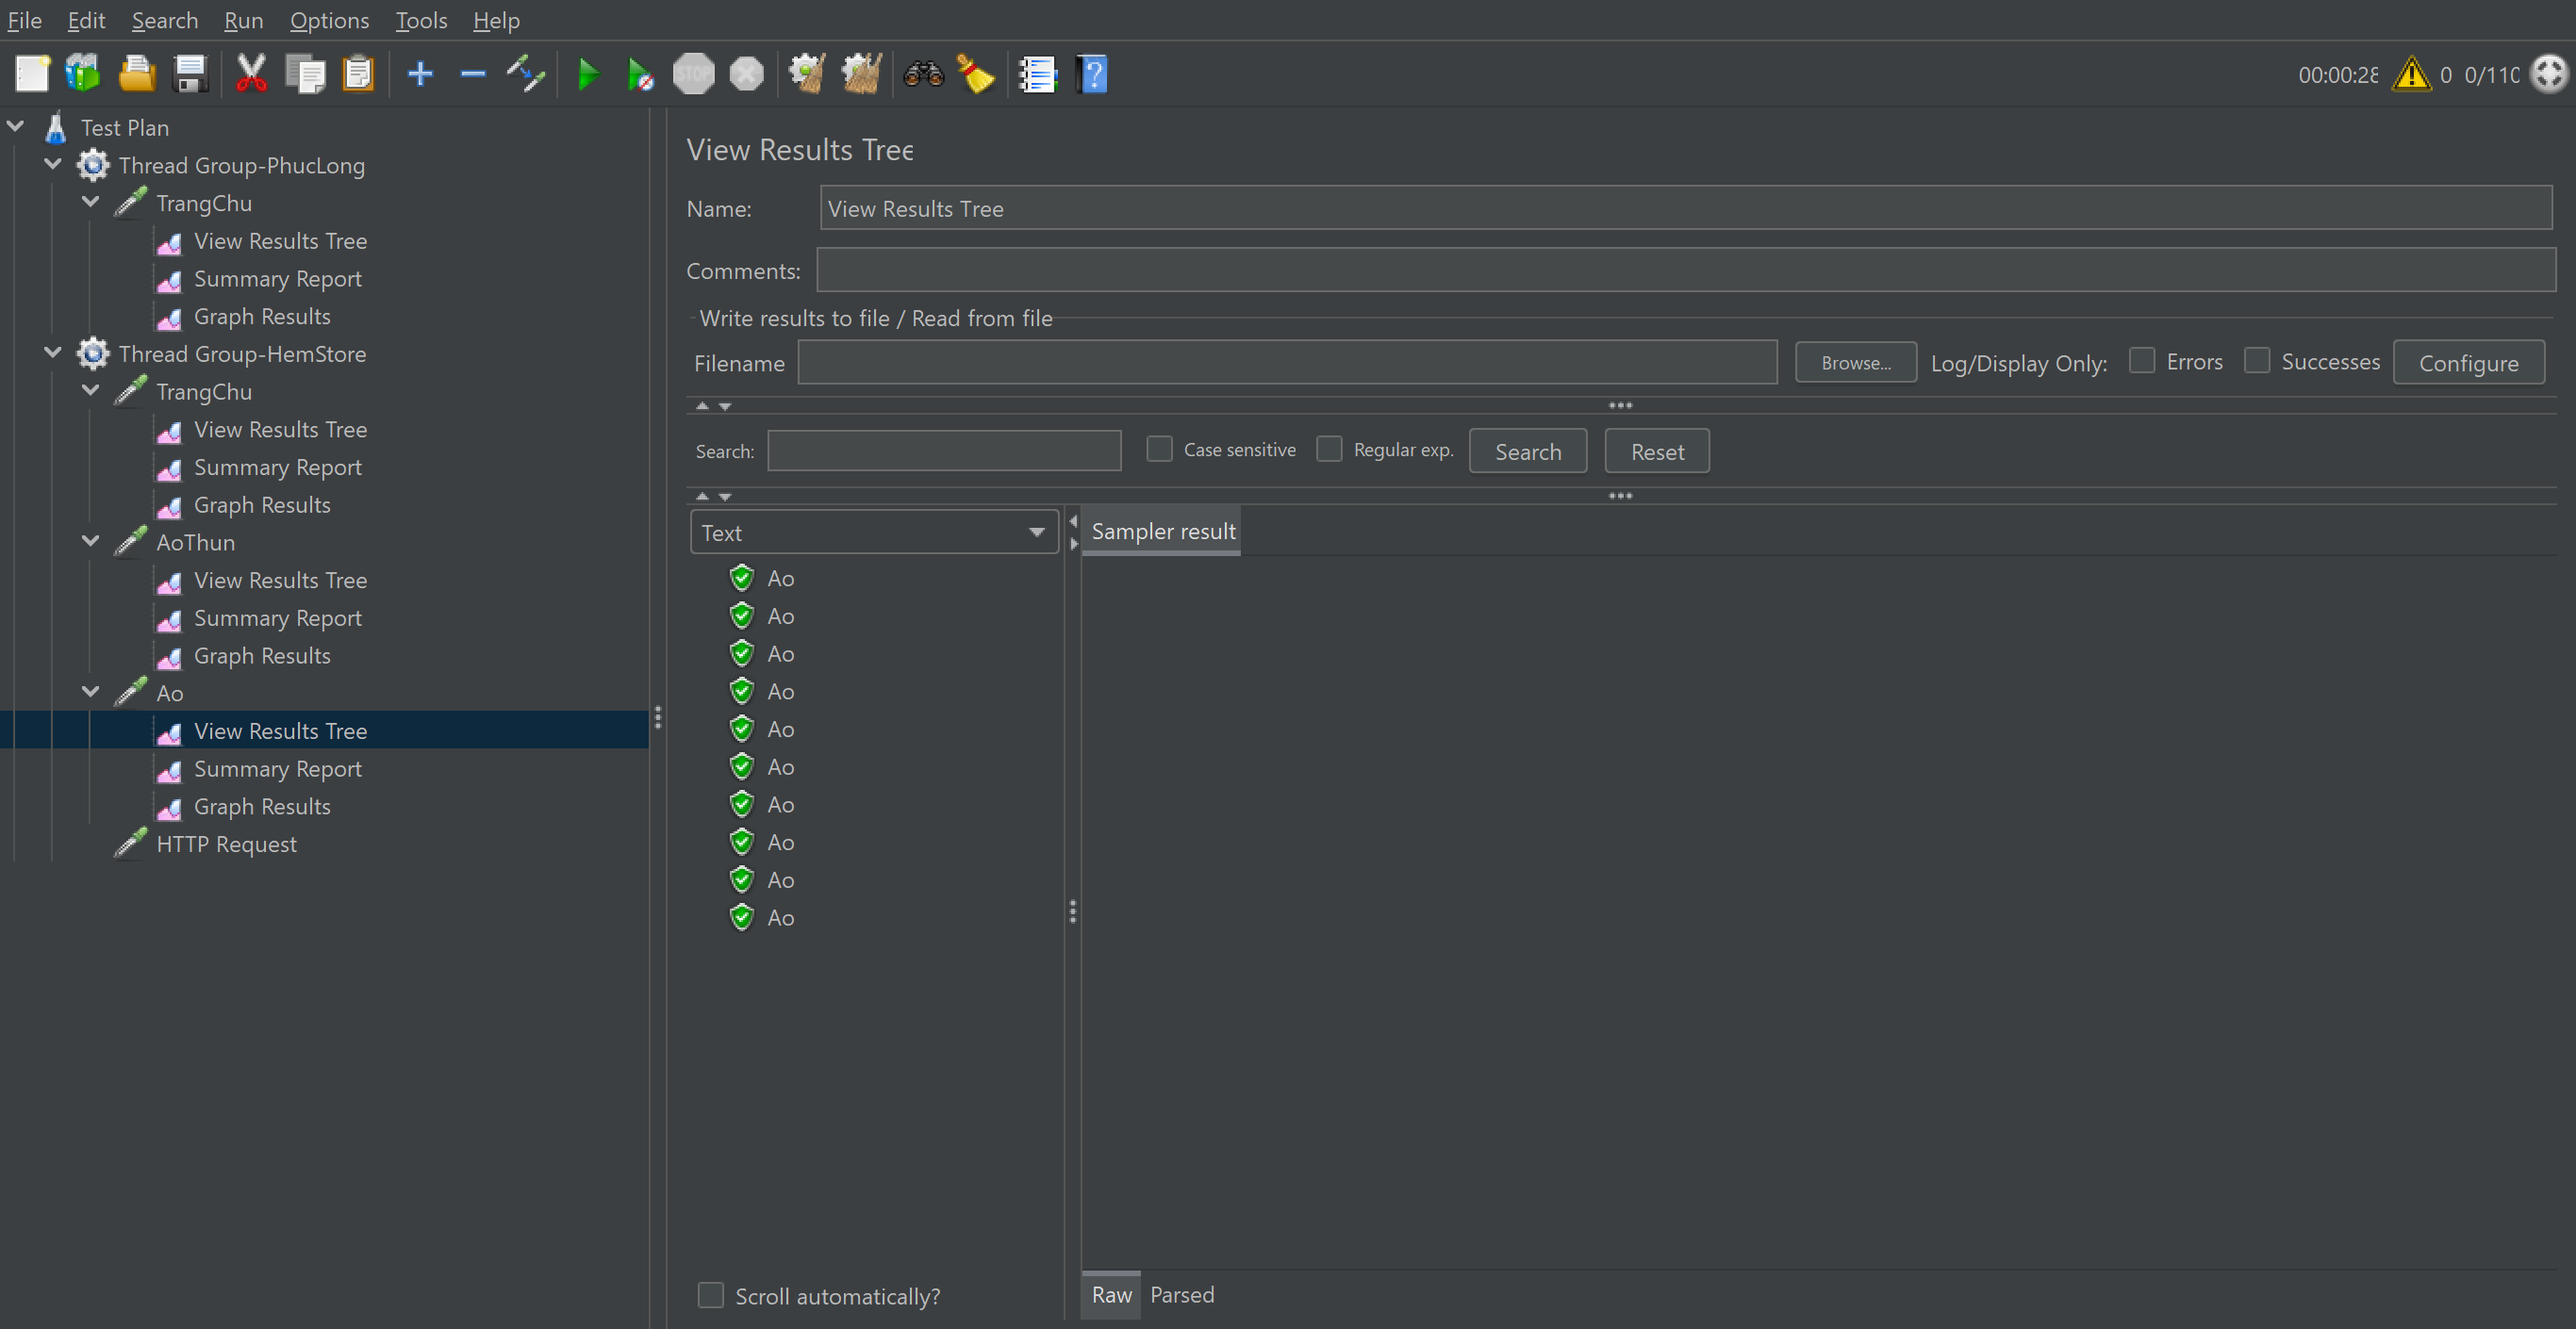 File Edit Search Run Options Tools Help
STOP
00:00:28 0 0/110
Test Plan
Thread Group-PhucLong
TrangChu
View Results Tree
Summary Report
Graph Results
Thread Group-HemStore
TrangChu
View Results Tree
Summary Report
Graph Results
AoThun
View Results Tree
Summary Report
Graph Results
Ao
View Results Tree
Summary Report
Graph Results
HTTP Request
View Results Tree
Name: View Results Tree
Comments:
Write results to file / Read from file
Filename Browse... Log/Display Only: Errors Successes Configure
Search: Case sensitive Regular exp. Search Reset
Text
Ao
Ao
Ao
Ao
Ao
Ao
Ao
Ao
Ao
Ao
Scroll automatically?
Sampler result
Raw Parsed